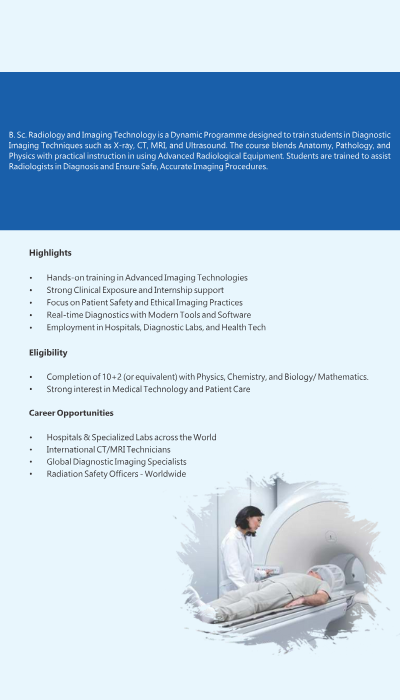 B. Sc. Radiology and Imaging Technology is a Dynamic Programme designed to train students in Diagnostic
Imaging Techniques such as X-ray, CT, MRI, and Ultrasound. The course blends Anatomy, Pathology, and
Physics with practical instruction in using Advanced Radiological Equipment. Students are trained to assist
Radiologists in Diagnosis and Ensure Safe, Accurate Imaging Procedures.
Highlights
• Hands-on training in Advanced Imaging Technologies
• Strong Clinical Exposure and Internship support
• Focus on Patient Safety and Ethical Imaging Practices
• Real-time Diagnostics with Modern Tools and Software
• Employment in Hospitals, Diagnostic Labs, and Health Tech
Eligibility
• Completion of 10+2 (or equivalent) with Physics, Chemistry, and Biology/ Mathematics.
• Strong interest in Medical Technology and Patient Care
Career Opportunities
• Hospitals & Specialized Labs across the World
• International CT/MRI Technicians
• Global Diagnostic Imaging Specialists
• Radiation Safety Officers - Worldwide